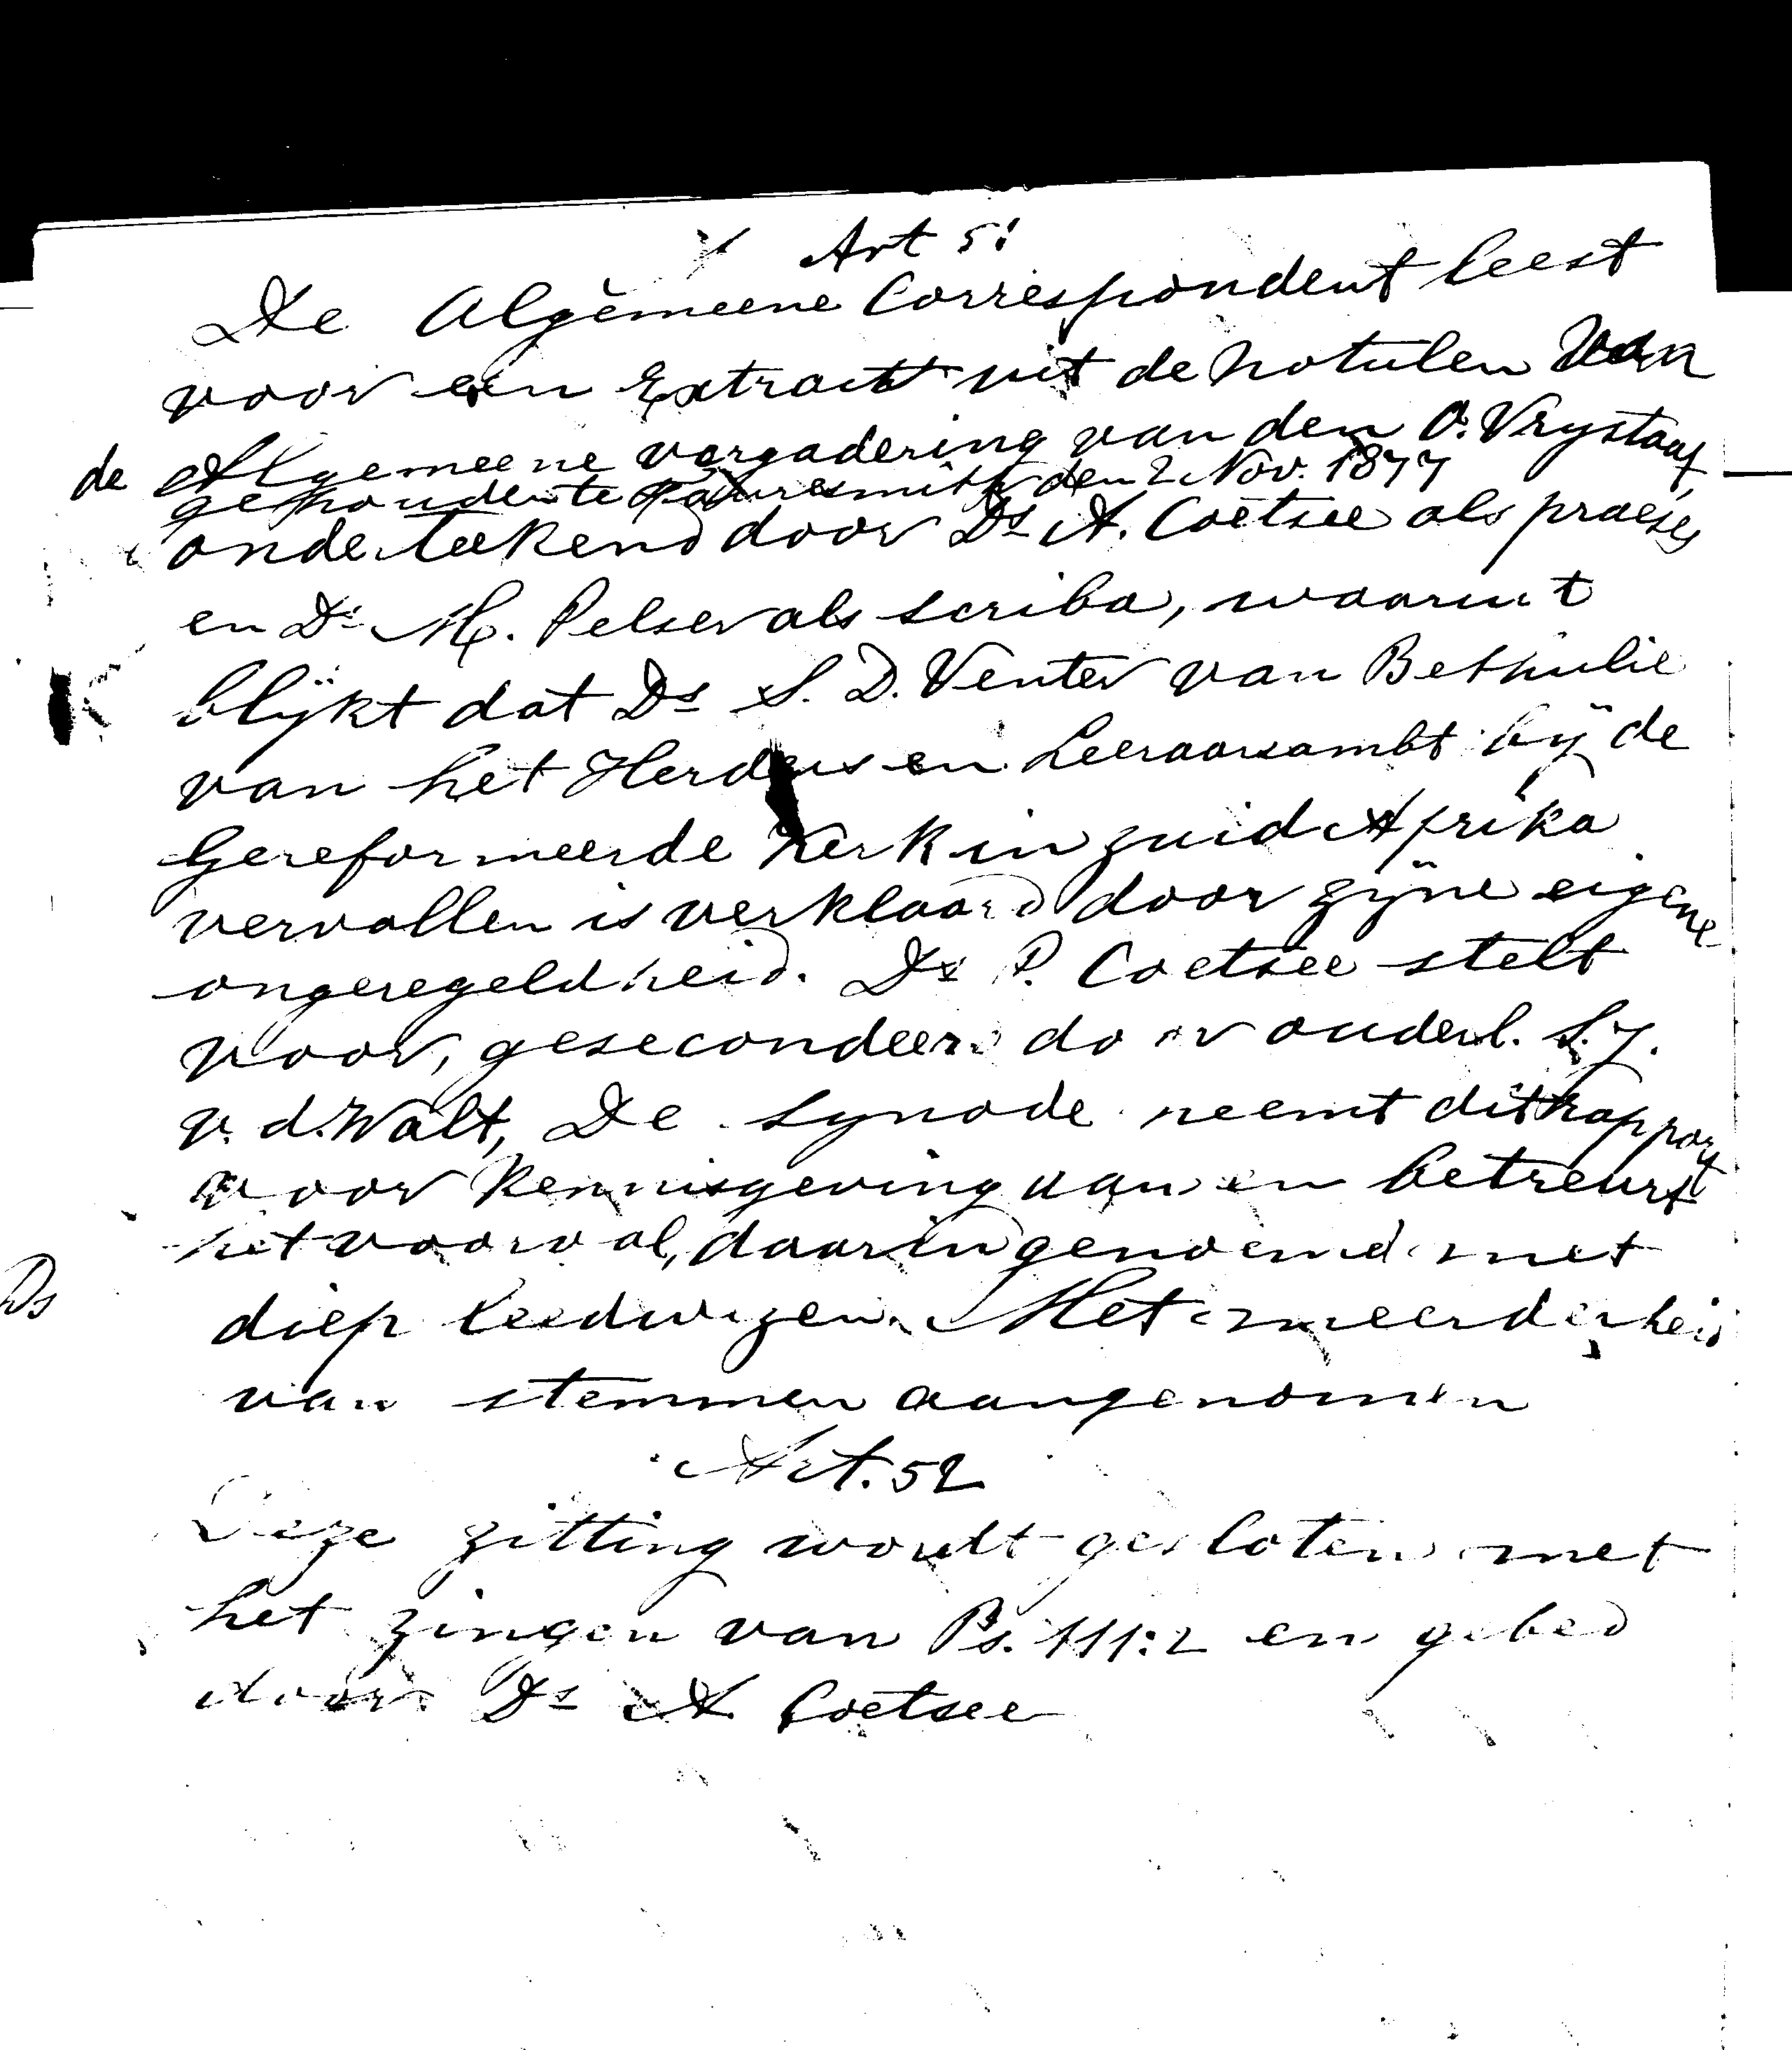 Art 51
De Algemeene Correspondent leest
voor een Extract uit de Notulen van
de Algemeene vergadering van den O. Vrystaat,
gehouden te Fauresmith den 2 Nov. 1877
onderteekend door Ds A. Coetsee als praeses
en Ds M. Pelser als scriba, waaruit
blijkt dat Ds S. D. Venter van Bethulie
van het Herders en Leeraarsambt bij de
Gereformeerde Kerk in Zuid Afrika
vervallen is verklaard door zijne eigene
ongeregeldheid. Ds P. Coetsee stelt
voor, gesecondeerd door ouderl. S. J.
v. d. Walt, De Synode neemt dit rapport
voor kennisgeving aan en betreurt
het voorval, daarin genoemd met
Ds
diep leedwezen. Met meerderheid
van stemmen aangenomen
Art. 52
Deze zitting wordt gesloten met
het zingen van Ps. 111:2 en gebed
door Ds A. Coetsee